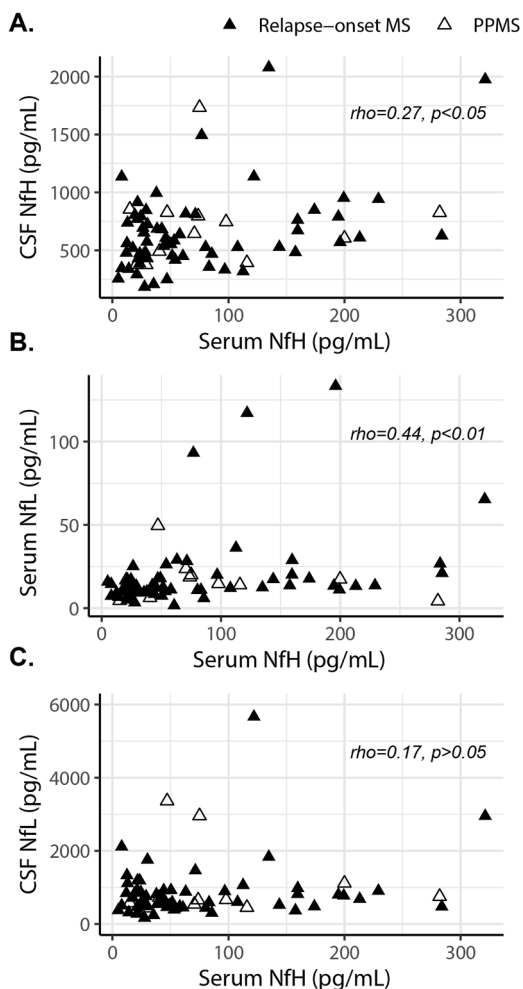 A.
Relapse−onset MS PPMS
2000
1500
1000
500
CSF NfH (pg/mL)
rho=0.27, p<0.05
0 100 200 300
Serum NfH (pg/mL)
B.
100
50
0
Serum NfL (pg/mL)
rho=0.44, p<0.01
0 100 200 300
Serum NfH (pg/mL)
C.
6000
4000
2000
0
CSF NfL (pg/mL)
rho=0.17, p>0.05
0 100 200 300
Serum NfH (pg/mL)